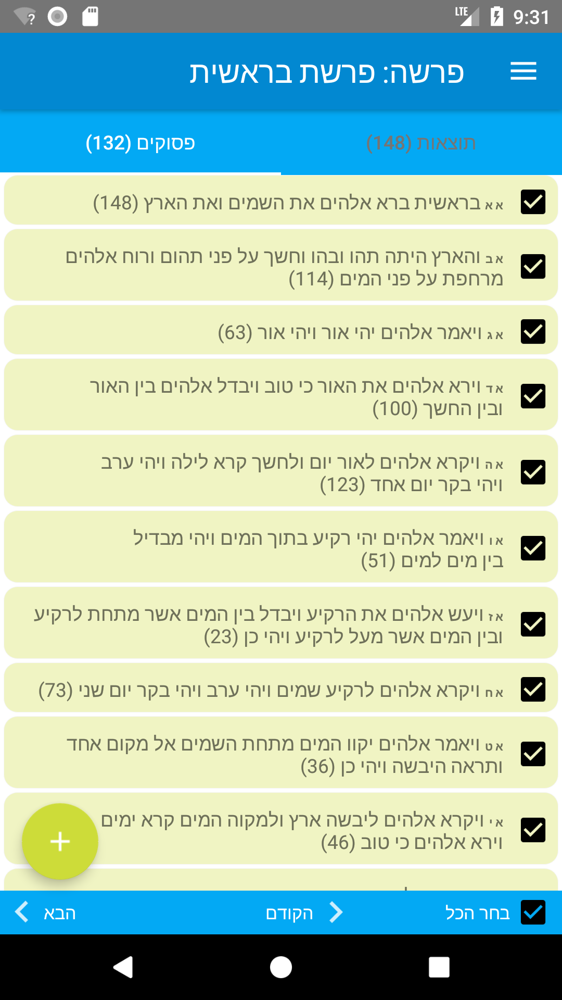 LTE 9:31
פרשה: פרשת בראשית
תוצאות (148)
פסוקים (132)
א א בראשית ברא אלהים את השמים ואת הארץ (148)
א ב והארץ היתה תהו ובהו וחשך על פני תהום ורוח אלהים
מרחפת על פני המים (114)
א ג ויאמר אלהים יהי אור ויהי אור (63)
א ד וירא אלהים את האור כי טוב ויבדל אלהים בין האור
ובין החשך (100)
א ה ויקרא אלהים לאור יום ולחשך קרא לילה ויהי ערב
ויהי בקר יום אחד (123)
א ו ויאמר אלהים יהי רקיע בתוך המים ויהי מבדיל
בין מים למים (51)
א ז ויעש אלהים את הרקיע ויבדל בין המים אשר מתחת לרקיע
ובין המים אשר מעל לרקיע ויהי כן (23)
א ח ויקרא אלהים לרקיע שמים ויהי ערב ויהי בקר יום שני (73)
א ט ויאמר אלהים יקוו המים מתחת השמים אל מקום אחד
ותראה היבשה ויהי כן (36)
א י ויקרא אלהים ליבשה ארץ ולמקוה המים קרא ימים
וירא אלהים כי טוב (46)
בחר הכל
הקודם
הבא